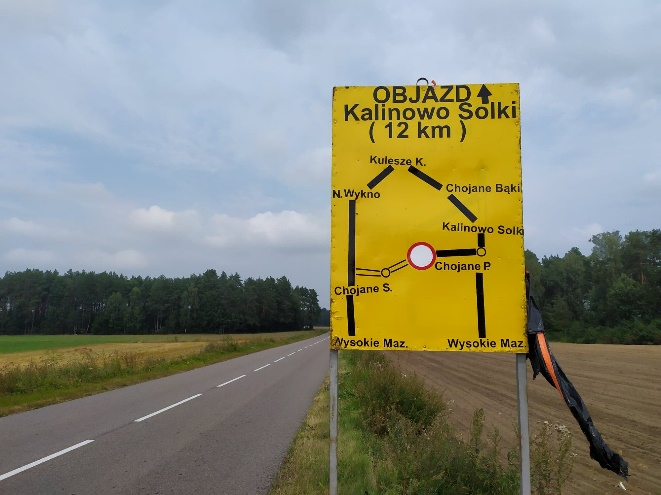 OBJAZD
Kalinowo Solki
( 12 km )
Kulesze K.
N.Wykno
Chojane Bąki
Kalinowo Solki
Chojane P.
Chojane S.
Wysokie Maz.
Wysokie Maz.